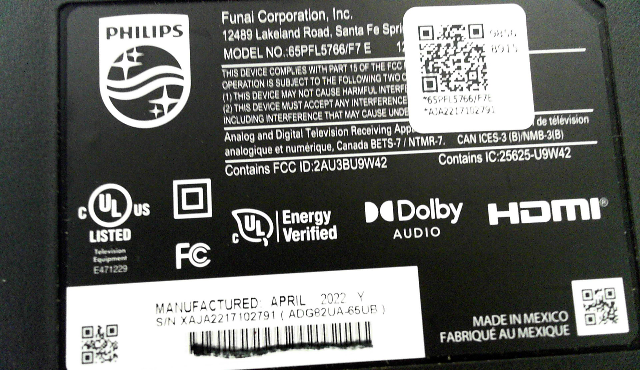 PHILIPS
Funai Corporation, Inc.
12489 Lakeland Road, Santa Fe
MODEL NO.:65PFL5766/F7 E
THIS DEVICE COMPLIES WITH PART 15 OF THE FCC
OPERATION IS SUBJECT TO THE FOLLOWING TWO
(1) THIS DEVICE MAY NOT CAUSE HARMFUL
(2) THIS DEVICE MUST ACCEPT ANY INTERFERENCE
INCLUDING INTERFERENCE THAT MAY CAUSE
9856
8915
*65PFL5766/F7E
*AJA2217102791
Analog and Digital Television Receiving de télévision
analogique et numérique, Canada BETS-7 / NTMR-7. CAN ICES-3 (B)/NMB-3(B)
Contains FCC ID:2AU3BU9W42 Contains IC:25625-U9W42
c UL US
LISTED
Television
Equipment
E471229
FC
c UL Energy
Verified
Dolby
AUDIO
HDMI®
MANUFACTURED: APRIL 2022 Y
S/N XAJA2217102791 ( ADG82UA-65UB )
MADE IN MEXICO
FABRIQUÉ AU MEXIQUE